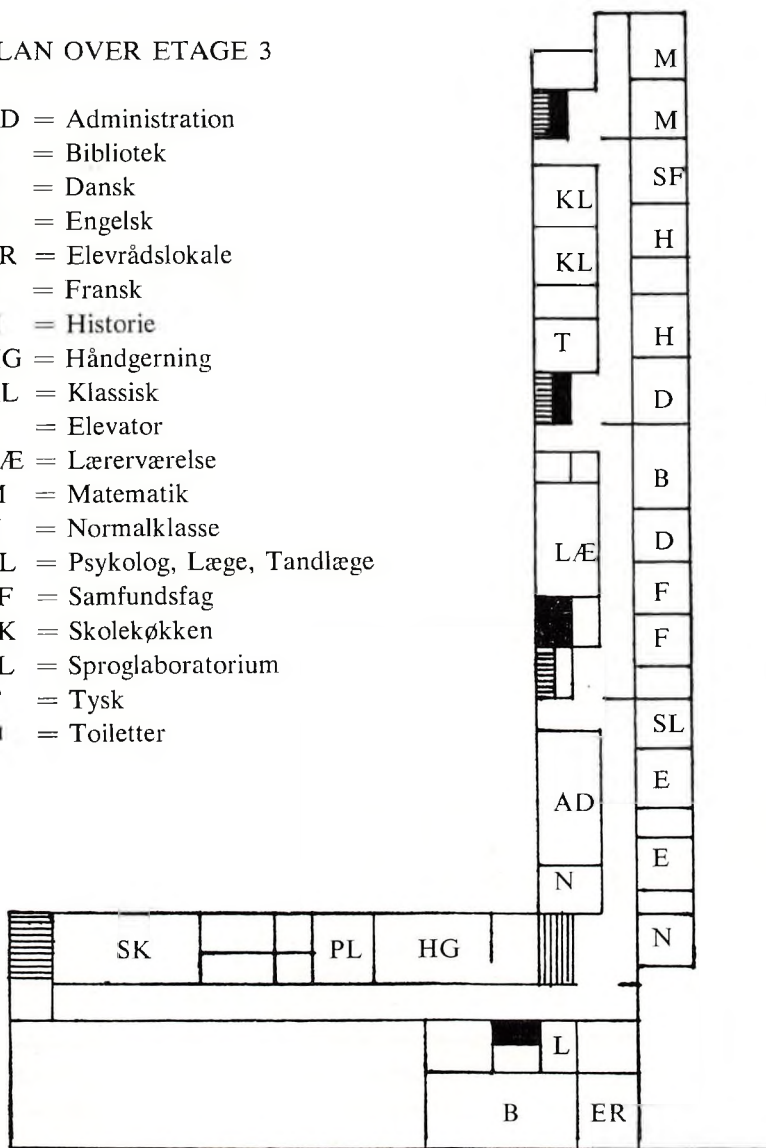 LAN OVER ETAGE 3
D = Administration
= Bibliotek
= Dansk
= Engelsk
R = Elevrådslokale
= Fransk
= Historie
G = Håndgerning
L = Klassisk
= Elevator
Æ = Lærerværelse
M = Matematik
= Normalklasse
L = Psykolog, Læge, Tandlæge
F = Samfundsfag
K = Skolekøkken
L = Sproglaboratorium
= Tysk
= Toiletter
M
M
SF
KL
H
KL
T
H
D
B
LÆ
D
F
F
SL
E
AD
E
N
N
SK
PL
HG
L
B
ER